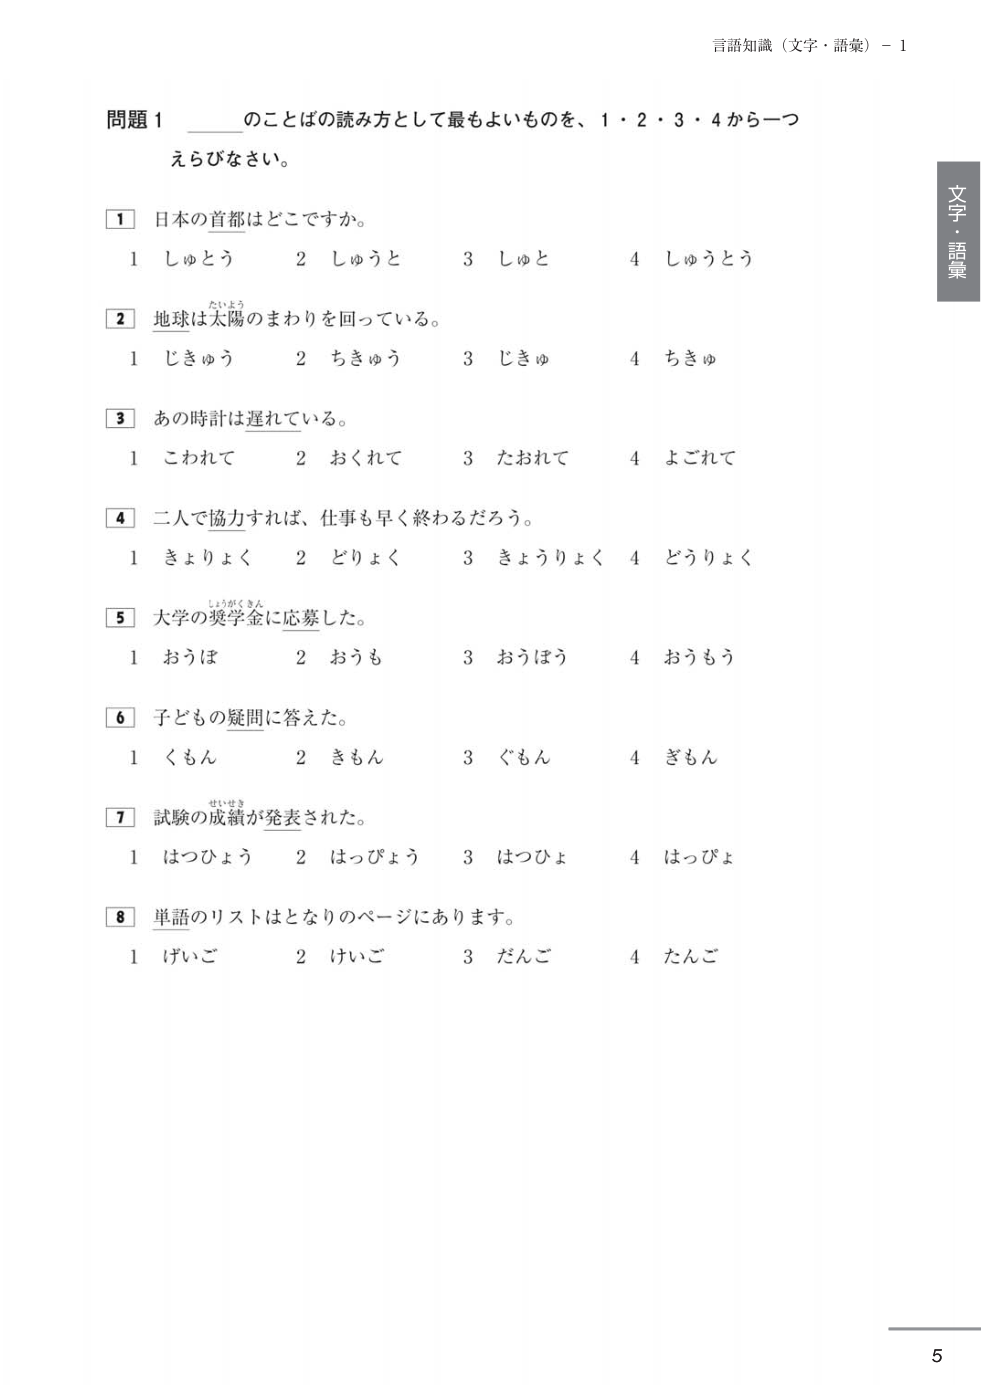 言語知識（文字・語彙）－ 1
問題1　＿＿＿のことばの読み方として最もよいものを、1・2・3・4から一つ
えらびなさい。
文字・語彙
1　日本の首都はどこですか。
1　しゅとう　2　しゅうと　3　しゅと　4　しゅうとう
たいよう
2　地球は太陽のまわりを回っている。
1　じきゅう　2　ちきゅう　3　じきゅ　4　ちきゅ
3　あの時計は遅れている。
1　こわれて　2　おくれて　3　たおれて　4　よごれて
4　二人で協力すれば、仕事も早く終わるだろう。
1　きょりょく　2　どりょく　3　きょうりょく　4　どうりょく
しょうがくきん
5　大学の奨学金に応募した。
1　おうぼ　2　おうも　3　おうぼう　4　おうもう
6　子どもの疑問に答えた。
1　くもん　2　きもん　3　ぐもん　4　ぎもん
せいせき
7　試験の成績が発表された。
1　はつひょう　2　はっぴょう　3　はつひょ　4　はっぴょ
8　単語のリストはとなりのページにあります。
1　げいご　2　けいご　3　だんご　4　たんご
5